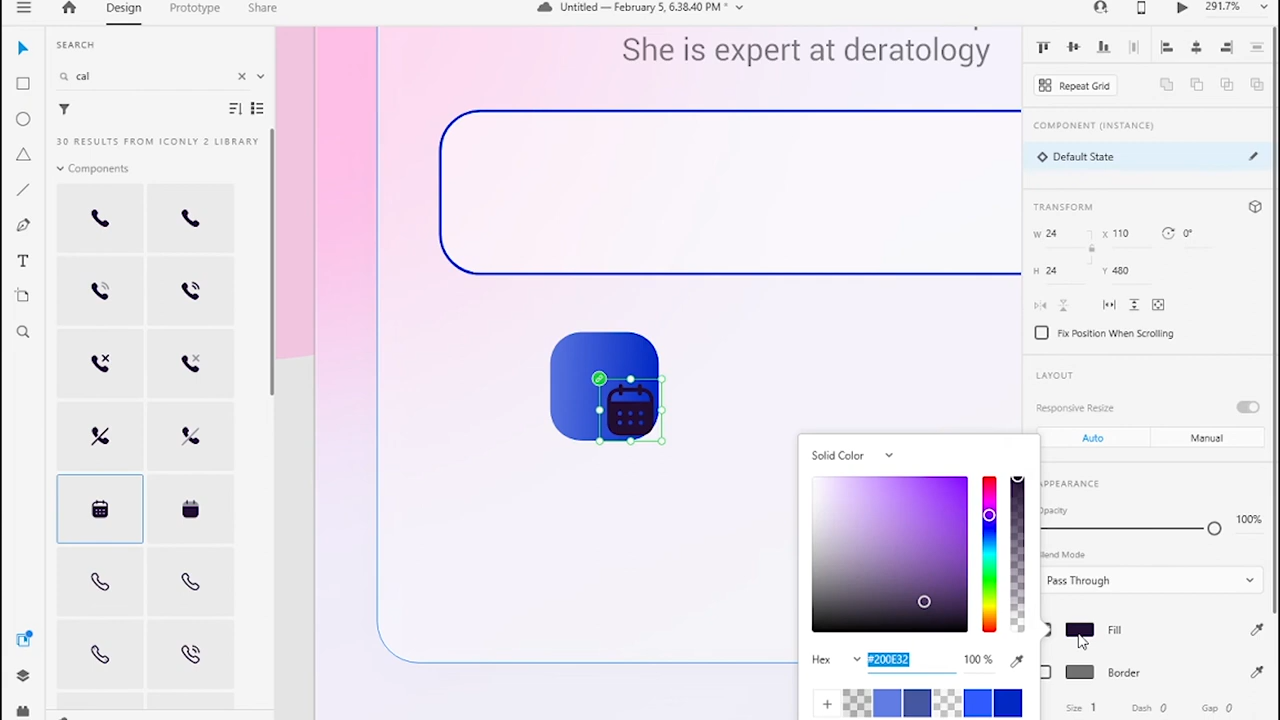 Design
Prototype
Share
Untitled — February 5, 6.38.40 PM *
291.7%
SEARCH
cal
30 RESULTS FROM ICONLY 2 LIBRARY
Components
She is expert at deratology
Repeat Grid
COMPONENT (INSTANCE)
Default State
TRANSFORM
W 24
X 110
0°
H 24
Y 480
Fix Position When Scrolling
LAYOUT
Responsive Resize
Auto
Manual
Solid Color
APPEARANCE
Opacity
100%
Blend Mode
Pass Through
Fill
Hex
#200E32
100 %
Border
Size 1
Dash 0
Gap 0